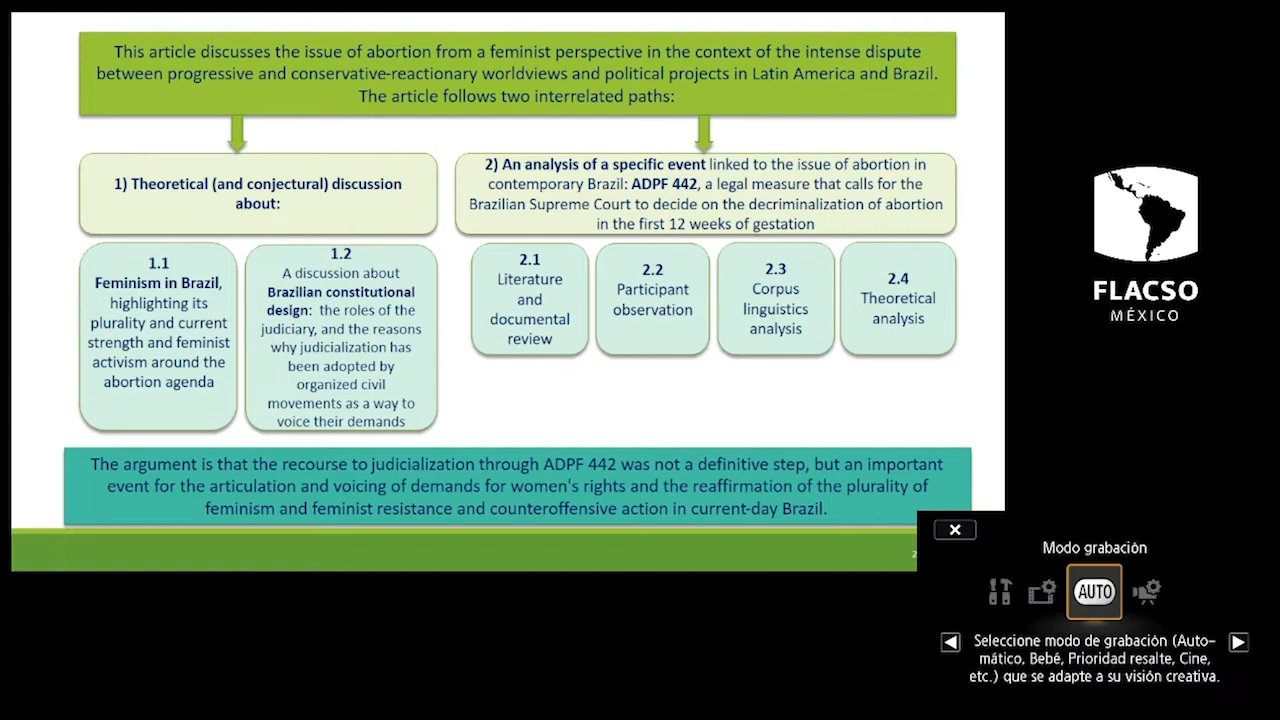 This article discusses the issue of abortion from a feminist perspective in the context of the intense dispute
between progressive and conservative-reactionary worldviews and political projects in Latin America and Brazil.
The article follows two interrelated paths:
1) Theoretical (and conjectural) discussion
about:
2) An analysis of a specific event linked to the issue of abortion in
contemporary Brazil: ADPF 442, a legal measure that calls for the
Brazilian Supreme Court to decide on the decriminalization of abortion
in the first 12 weeks of gestation
1.1
Feminism in Brazil,
highlighting its
plurality and current
strength and feminist
activism around the
abortion agenda
1.2
A discussion about
Brazilian constitutional
design: the roles of the
judiciary, and the reasons
why judicialization has
been adopted by
organized civil
movements as a way to
voice their demands
2.1
Literature
and
documental
review
2.2
Participant
observation
2.3
Corpus
linguistics
analysis
2.4
Theoretical
analysis
The argument is that the recourse to judicialization through ADPF 442 was not a definitive step, but an important
event for the articulation and voicing of demands for women's rights and the reaffirmation of the plurality of
feminism and feminist resistance and counteroffensive action in current-day Brazil.
2
FLACSO
MÉXICO
Modo grabación
AUTO
Seleccione modo de grabación (Auto-
mático, Bebé, Prioridad resalte, Cine,
etc.) que se adapte a su visión creativa.